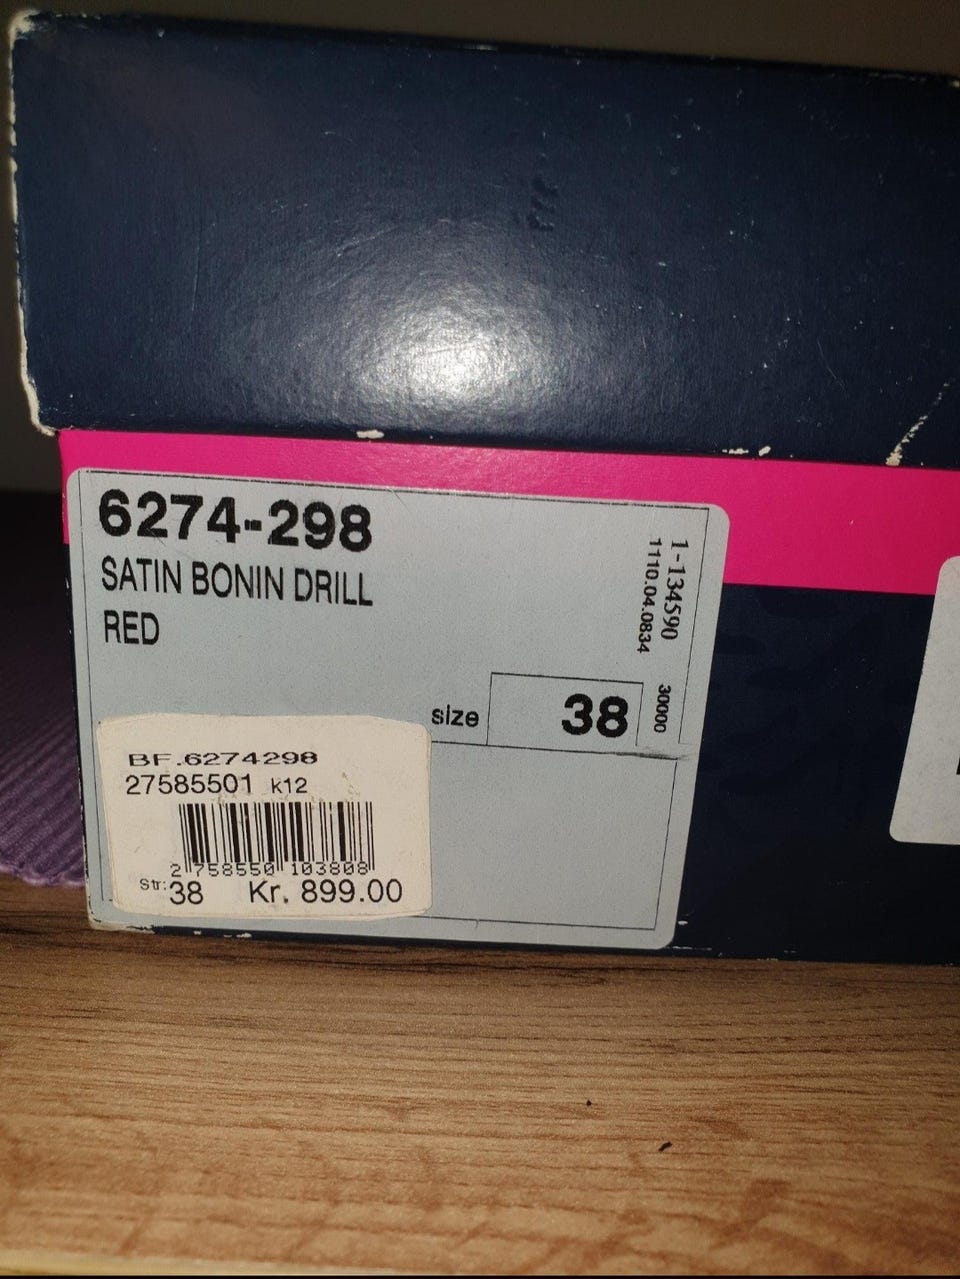 6274-298
SATIN BONIN DRILL
RED
1-134590
1110.04.0834
30000
size 38
BF.6274298
27585501 K12
2 758550 103808
Str: 38 Kr. 899.00